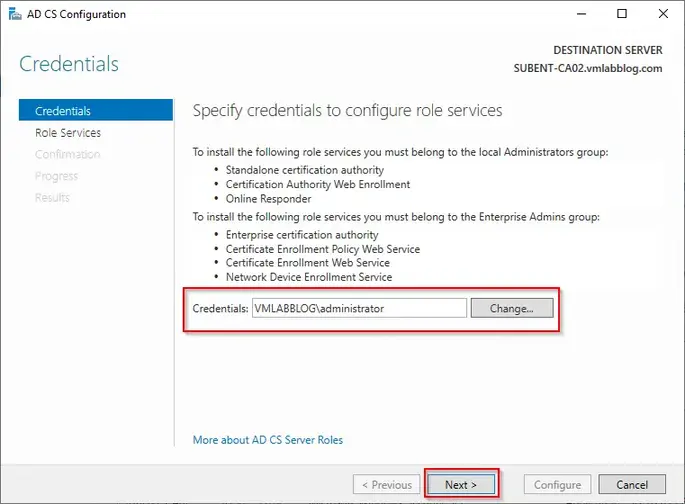 AD CS Configuration
Credentials
DESTINATION SERVER
SUBENT-CA02.vmlabblog.com
Credentials
Role Services
Confirmation
Progress
Results
Specify credentials to configure role services
To install the following role services you must belong to the local Administrators group:
• Standalone certification authority
• Certification Authority Web Enrollment
• Online Responder
To install the following role services you must belong to the Enterprise Admins group:
• Enterprise certification authority
• Certificate Enrollment Policy Web Service
• Certificate Enrollment Web Service
• Network Device Enrollment Service
Credentials: VMLABBLOG\administrator Change...
More about AD CS Server Roles
< Previous Next > Configure Cancel